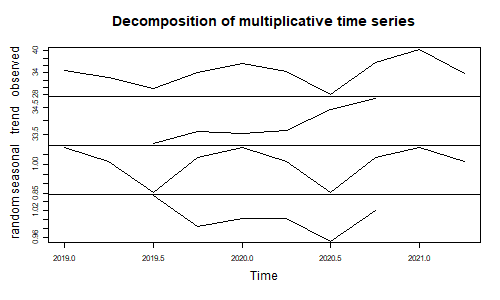 Decomposition of multiplicative time series
observed
28 34 40
trend
33.5 34.5
seasonal
0.85 1.00
random
0.96 1.02
2019.0 2019.5 2020.0 2020.5 2021.0
Time